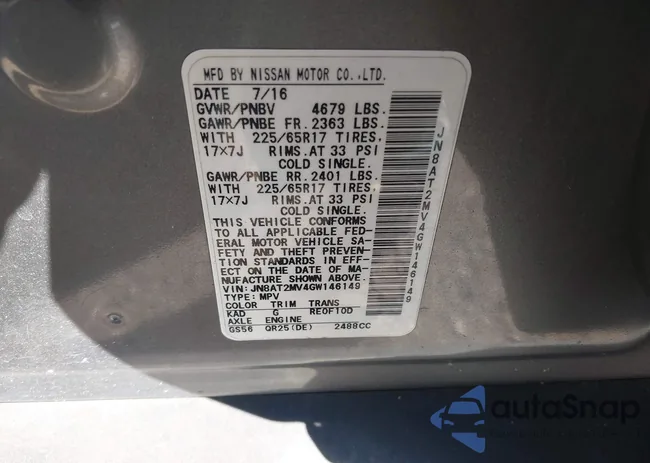 MFD BY NISSAN MOTOR CO.,LTD.
DATE 7/16
GVWR/PNBV 4679 LBS.
GAWR/PNBE FR. 2363 LBS.
WITH 225/65R17 TIRES.
17×7J RIMS.AT 33 PSI
COLD SINGLE.
GAWR/PNBE RR. 2401 LBS.
WITH 225/65R17 TIRES.
17×7J RIMS.AT 33 PSI
COLD SINGLE.
THIS VEHICLE CONFORMS
TO ALL APPLICABLE FED-
ERAL MOTOR VEHICLE SA-
FETY AND THEFT PREVEN-
TION STANDARDS IN EFF-
ECT ON THE DATE OF MA-
NUFACTURE SHOWN ABOVE.
VIN: JN8AT2MV4GW146149
TYPE: MPV
COLOR TRIM TRANS
KAD G RE0F10D
AXLE ENGINE
GS56 QR25(DE) 2488CC
JN8AT2MV4GW146149
autoSnap